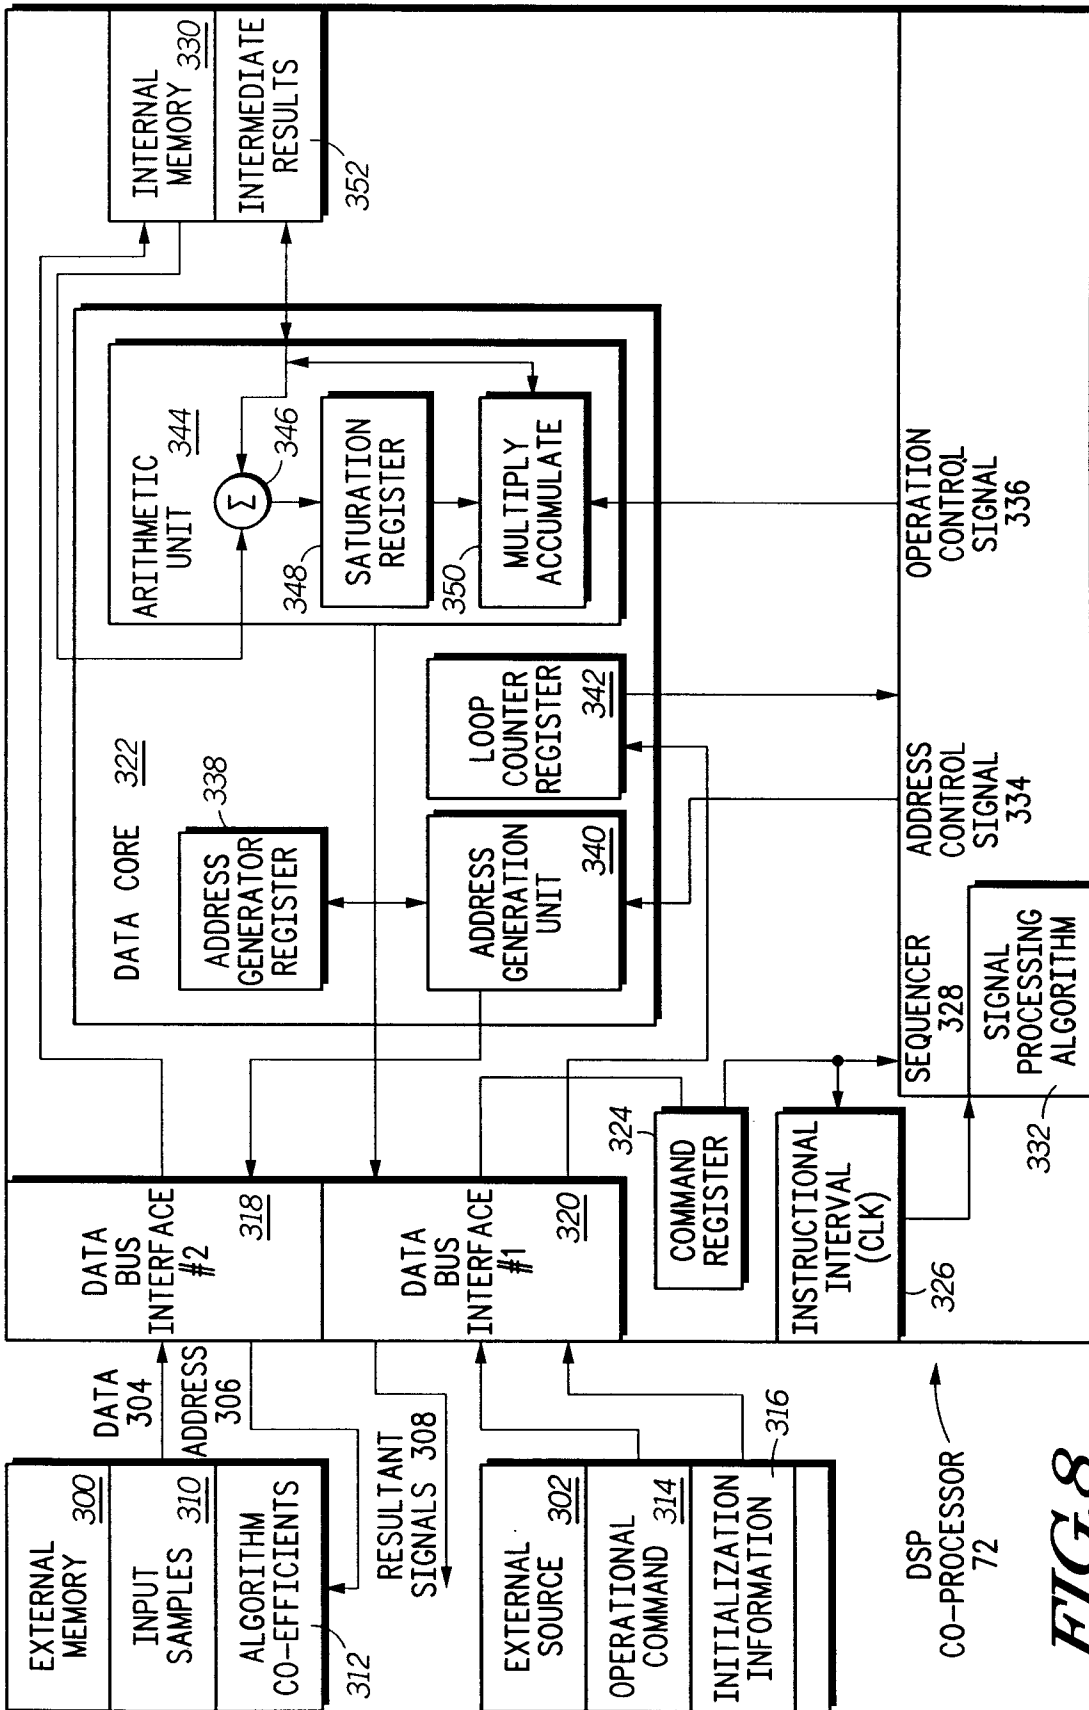 EXTERNAL
MEMORY 300
INPUT
SAMPLES 310
ALGORITHM
CO-EFFICIENTS
312
DATA
304
ADDRESS
306
RESULTANT
SIGNALS 308
EXTERNAL
SOURCE 302
OPERATIONAL
COMMAND 314
INITIALIZATION
INFORMATION
316
DSP
CO-PROCESSOR
72
DATA
BUS
INTERFACE
#2
318
DATA
BUS
INTERFACE
#1
320
324
COMMAND
REGISTER
INSTRUCTIONAL
INTERVAL
(CLK)
326
DATA CORE 322
338
ADDRESS
GENERATOR
REGISTER
ADDRESS
GENERATION
UNIT 340
LOOP
COUNTER
REGISTER 342
ARITHMETIC
UNIT 344
Σ
346
348
SATURATION
REGISTER
350
MULTIPLY
ACCUMULATE
INTERNAL
MEMORY 330
INTERMEDIATE
RESULTS
352
SEQUENCER
328
SIGNAL
PROCESSING
ALGORITHM
332
ADDRESS
CONTROL
SIGNAL
334
OPERATION
CONTROL
SIGNAL
336
FIG.8